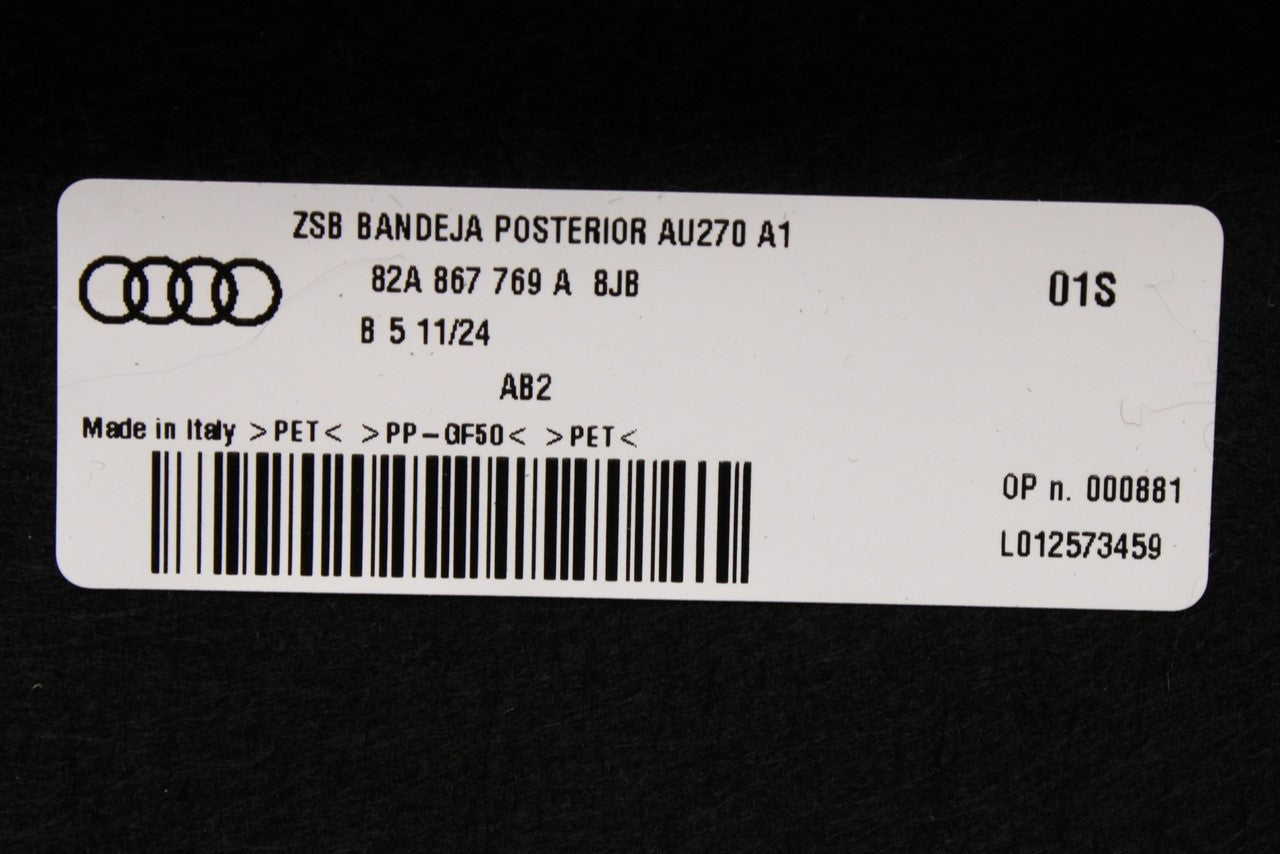 ZSB BANDEJA POSTERIOR AU270 A1
82A 867 769 A 8JB
01S
B 5 11/24
AB2
Made in Italy >PET< >PP-GF50< >PET<
OP n. 000881
L012573459